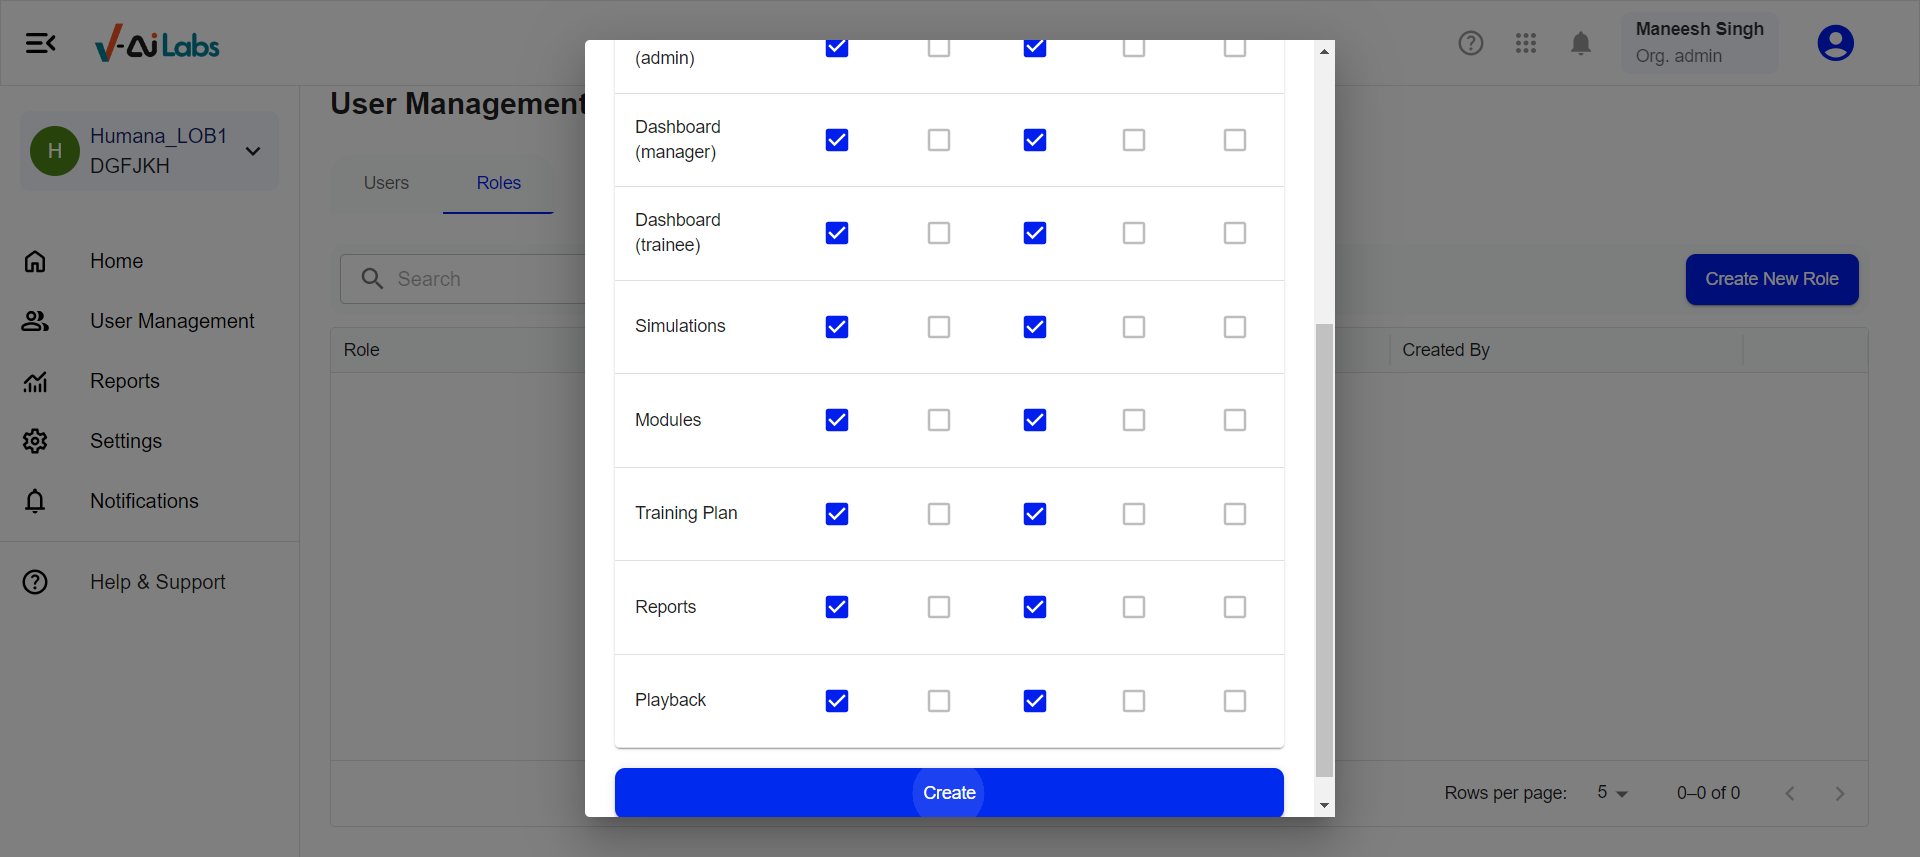 V-Ai Labs
Maneesh Singh
Org. admin
H
Humana_LOB1
DGFJKH
Home
User Management
Reports
Settings
Notifications
Help & Support
User Management
Users
Roles
Search
Create New Role
Role
Created By
Rows per page:
5
0–0 of 0
(admin)
Dashboard
(manager)
Dashboard
(trainee)
Simulations
Modules
Training Plan
Reports
Playback
Create